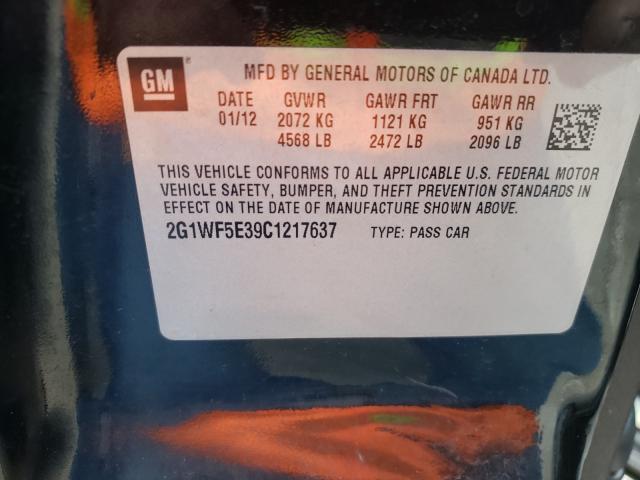 GM
MFD BY GENERAL MOTORS OF CANADA LTD.
DATE GVWR GAWR FRT GAWR RR
01/12 2072 KG 1121 KG 951 KG
4568 LB 2472 LB 2096 LB
THIS VEHICLE CONFORMS TO ALL APPLICABLE U.S. FEDERAL MOTOR
VEHICLE SAFETY, BUMPER, AND THEFT PREVENTION STANDARDS IN
EFFECT ON THE DATE OF MANUFACTURE SHOWN ABOVE.
2G1WF5E39C1217637 TYPE: PASS CAR